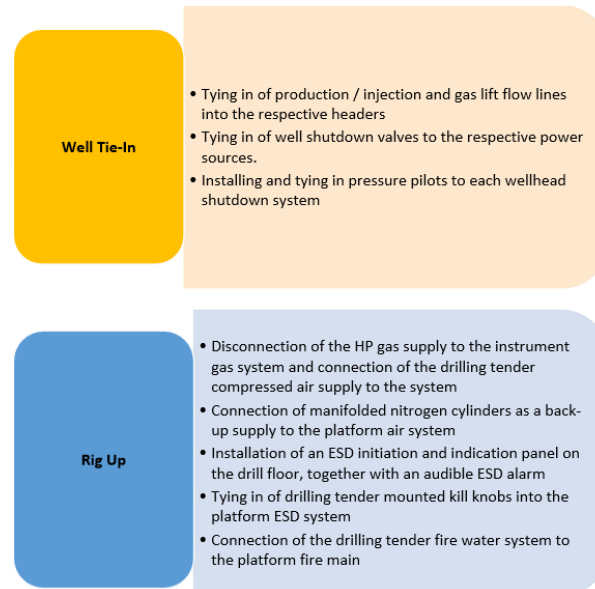 Well Tie-In
• Tying in of production / injection and gas lift flow lines
into the respective headers
• Tying in of well shutdown valves to the respective power
sources.
• Installing and tying in pressure pilots to each wellhead
shutdown system
Rig Up
• Disconnection of the HP gas supply to the instrument
gas system and connection of the drilling tender
compressed air supply to the system
• Connection of manifolded nitrogen cylinders as a back-
up supply to the platform air system
• Installation of an ESD initiation and indication panel on
the drill floor, together with an audible ESD alarm
• Tying in of drilling tender mounted kill knobs into the
platform ESD system
• Connection of the drilling tender fire water system to
the platform fire main